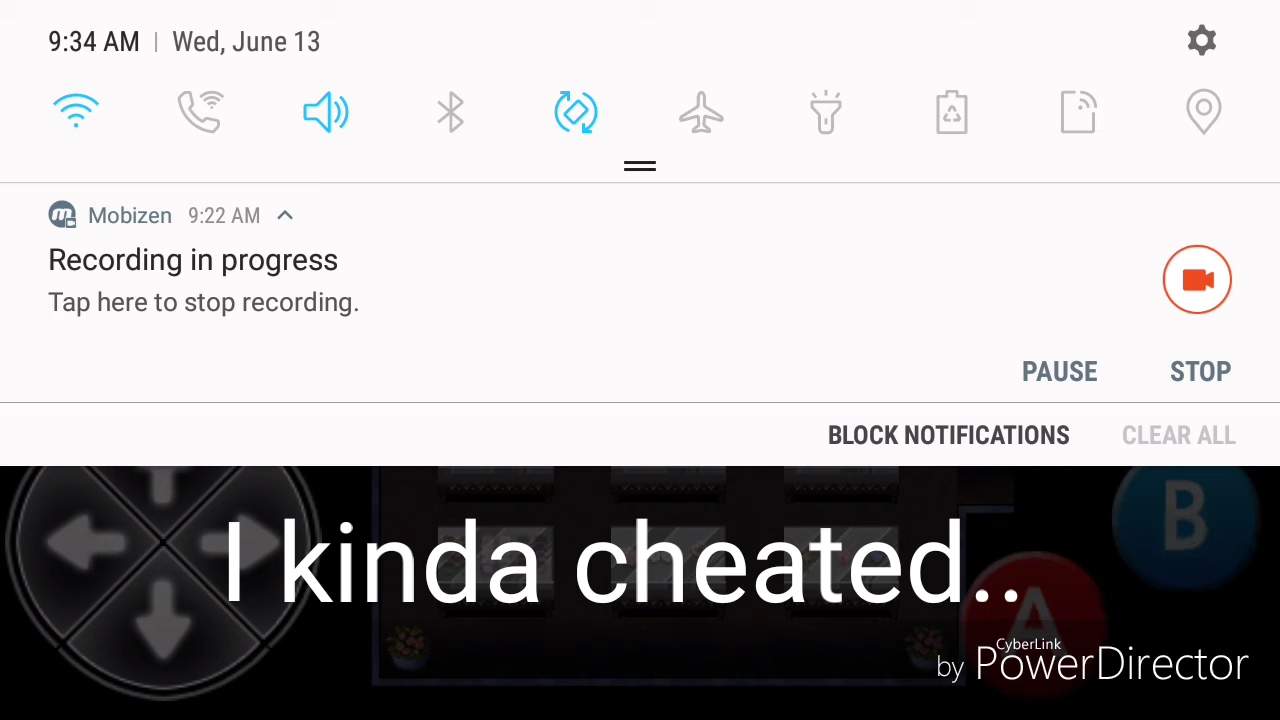 9:34 AM | Wed, June 13
Mobizen 9:22 AM
Recording in progress
Tap here to stop recording.
PAUSE STOP
BLOCK NOTIFICATIONS CLEAR ALL
B
I kinda cheated..
A
CyberLink
by PowerDirector